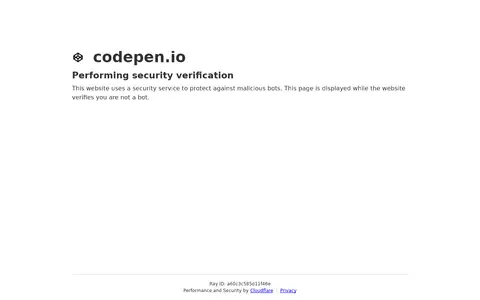 codepen.io
Performing security verification
This website uses a security service to protect against malicious bots. This page is displayed while the website
verifies you are not a bot.
Ray ID:
Performance and Security by Cloudflare Privacy